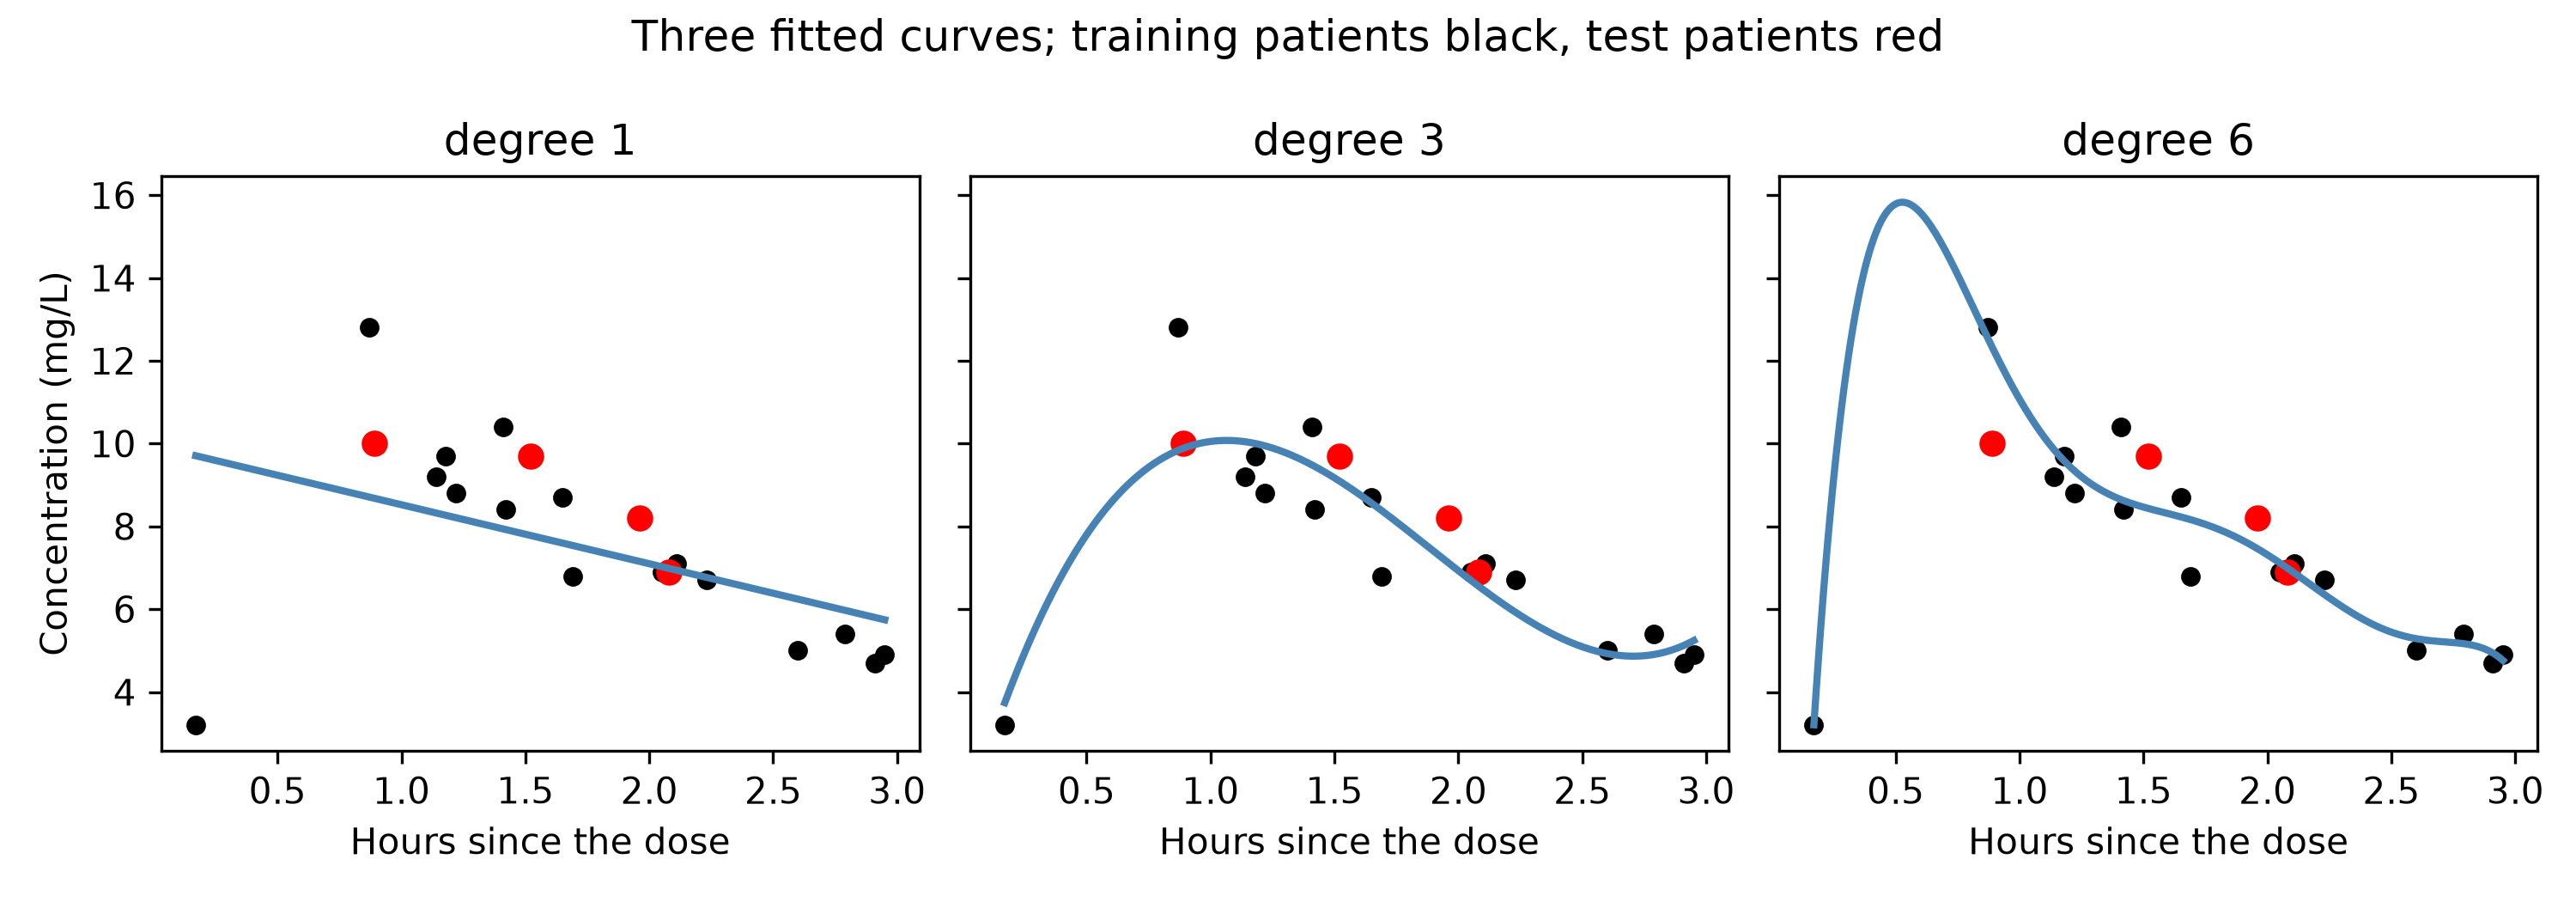 Three fitted curves; training patients black, test patients red
degree 1
degree 3
degree 6
Concentration (mg/L)
16
14
12
10
8
6
4
0.5 1.0 1.5 2.0 2.5 3.0
0.5 1.0 1.5 2.0 2.5 3.0
0.5 1.0 1.5 2.0 2.5 3.0
Hours since the dose
Hours since the dose
Hours since the dose